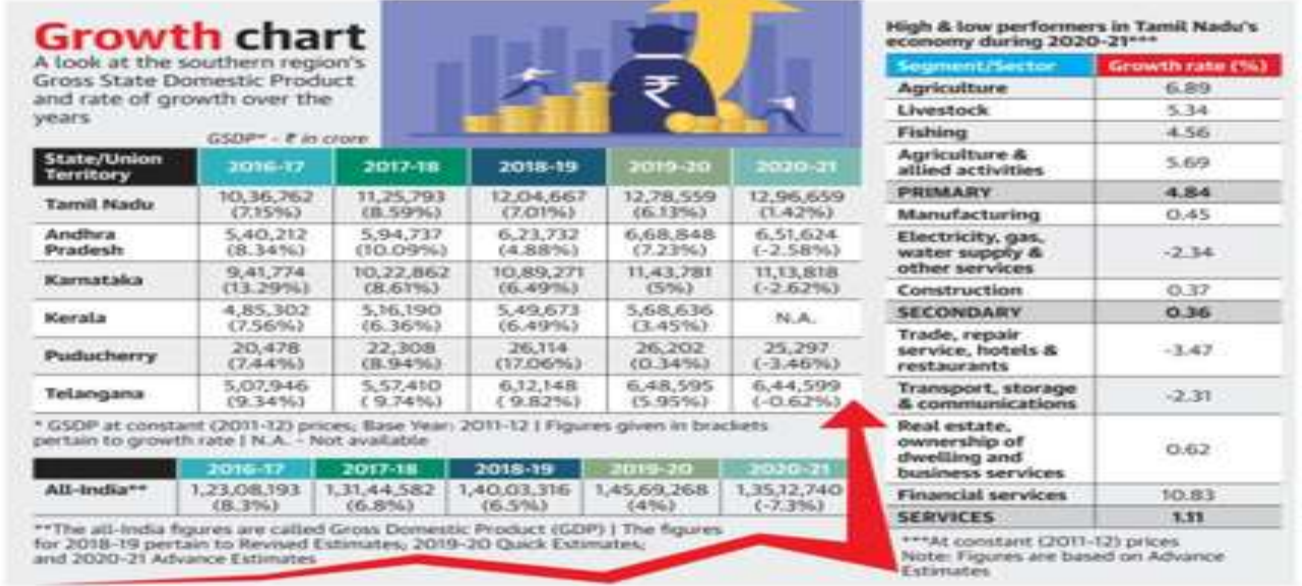 Growth chart
A look at the southern region's
Gross State Domestic Product
and rate of growth over the
years
GSDP* - ₹ in crore
State/Union Territory 2016-17 2017-18 2018-19 2019-20 2020-21
Tamil Nadu 10,36,762 (7.15%) 11,25,793 (8.59%) 12,04,667 (7.01%) 12,78,559 (6.13%) 12,96,659 (1.42%)
Andhra Pradesh 5,40,212 (8.34%) 5,94,737 (10.09%) 6,23,732 (4.88%) 6,68,848 (7.23%) 6,51,624 (-2.58%)
Karnataka 9,41,774 (13.29%) 10,22,862 (8.61%) 10,89,271 (6.49%) 11,43,781 (5%) 11,13,818 (-2.62%)
Kerala 4,85,302 (7.56%) 5,16,190 (6.36%) 5,49,673 (6.49%) 5,68,636 (3.45%) N.A.
Puducherry 20,478 (7.44%) 22,308 (8.94%) 26,114 (17.06%) 26,202 (0.34%) 25,297 (-3.46%)
Telangana 5,07,946 (9.34%) 5,57,410 ( 9.74%) 6,12,148 ( 9.82%) 6,48,595 (5.95%) 6,44,599 (-0.62%)
* GSDP at constant (2011-12) prices; Base Year: 2011-12 | Figures given in brackets
pertain to growth rate | N.A. - Not available
2016-17 2017-18 2018-19 2019-20 2020-21
All-India** 1,23,08,193 (8.3%) 1,31,44,582 (6.8%) 1,40,03,316 (6.5%) 1,45,69,268 (4%) 1,35,12,740 (-7.3%)
**The all-India figures are called Gross Domestic Product (GDP) | The figures
for 2018-19 pertain to Revised Estimates, 2019-20 Quick Estimates,
and 2020-21 Advance Estimates
₹
High & low performers in Tamil Nadu's
economy during 2020-21***
Segment/Sector Growth rate (%)
Agriculture 6.89
Livestock 5.34
Fishing 4.56
Agriculture &
allied activities 5.69
PRIMARY 4.84
Manufacturing 0.45
Electricity, gas,
water supply & -2.34
other services
Construction 0.37
SECONDARY 0.36
Trade, repair
service, hotels & -3.47
restaurants
Transport, storage
& communications -2.31
Real estate,
ownership of
dwelling and 0.62
business services
Financial services 10.83
SERVICES 1.11
***At constant (2011-12) prices
Note: Figures are based on Advance
Estimates